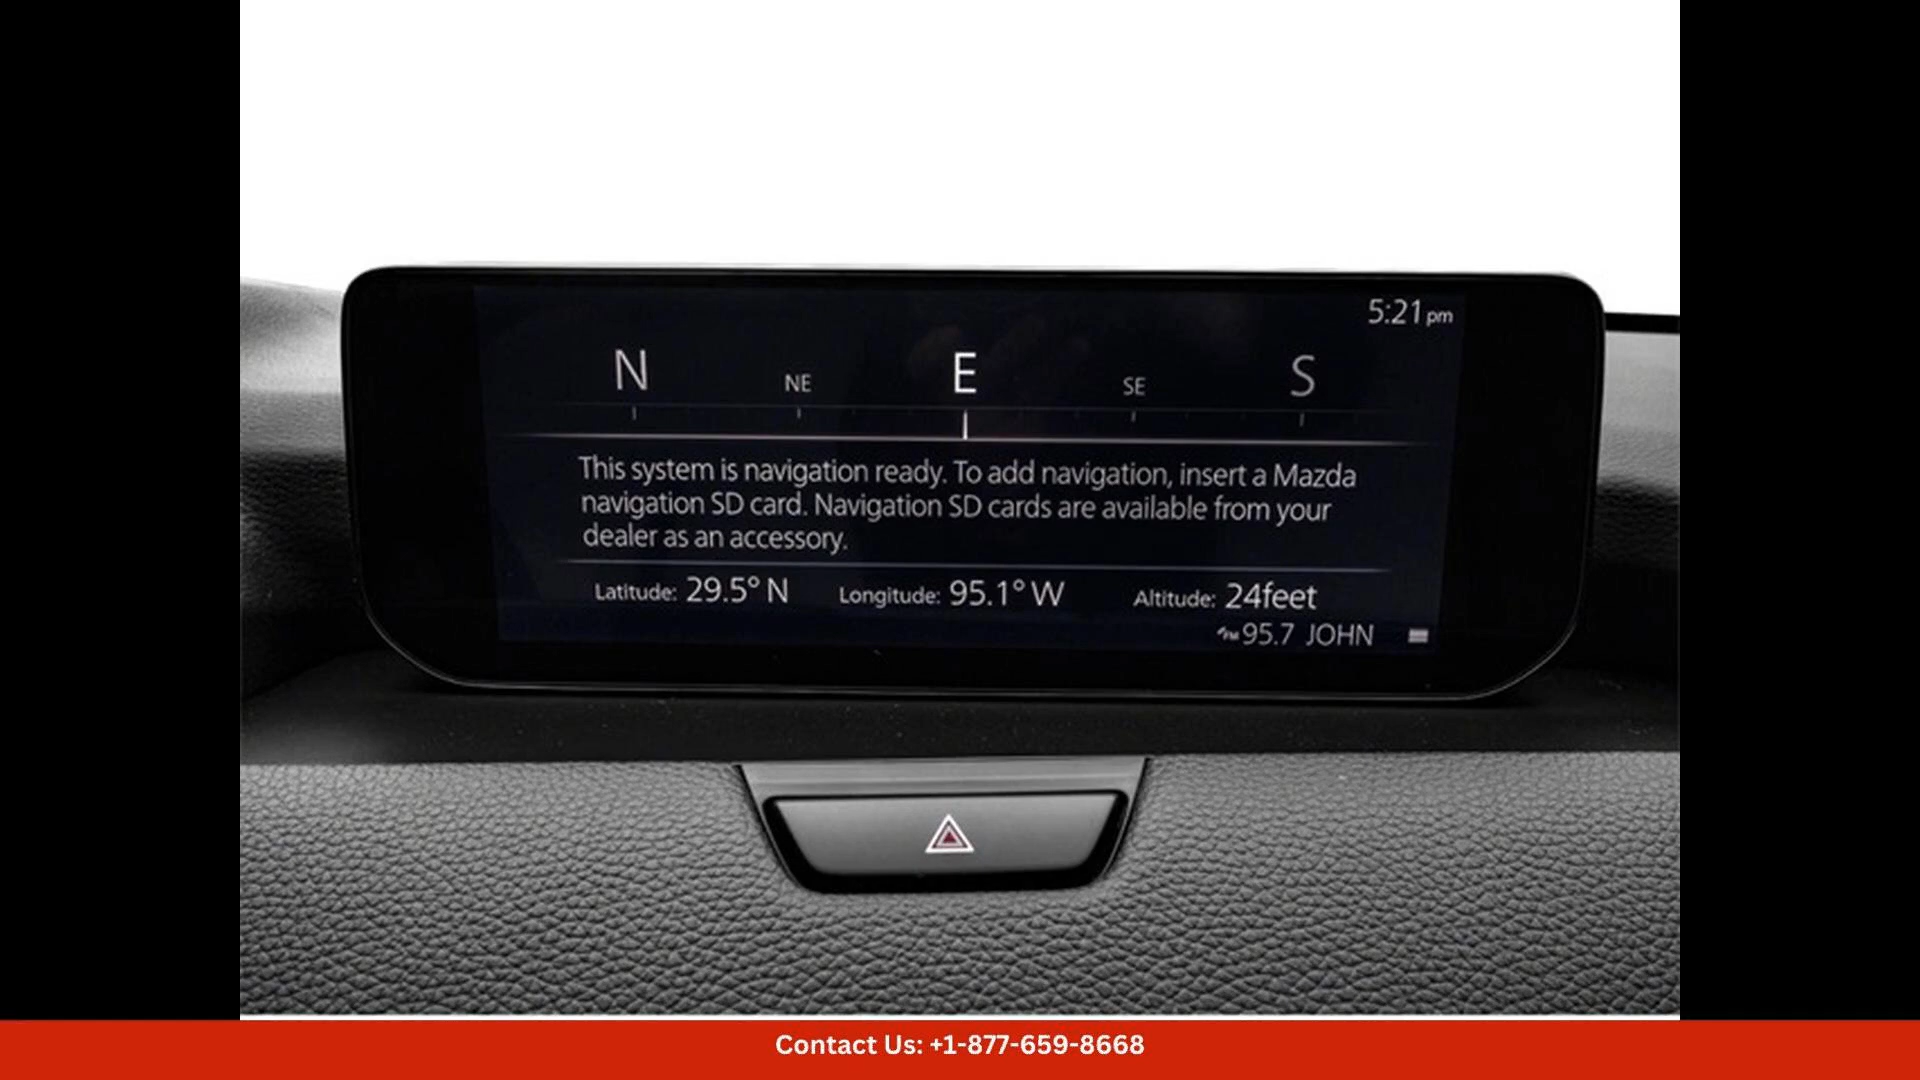 5:21 pm
N NE E SE S
This system is navigation ready. To add navigation, insert a Mazda
navigation SD card. Navigation SD cards are available from your
dealer as an accessory.
Latitude: 29.5° N Longitude: 95.1° W Altitude: 24feet
95.7 JOHN
Contact Us: +1-877-659-8668